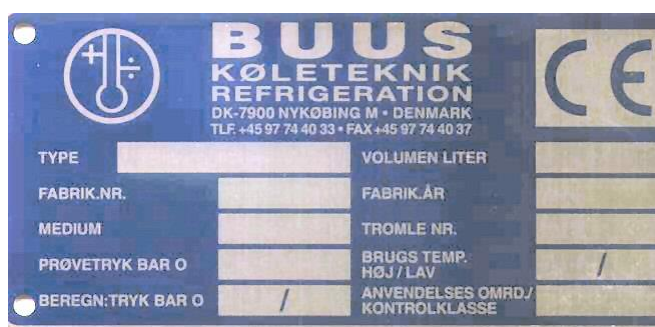 + ÷
BUUS
KØLETEKNIK
REFRIGERATION
DK-7900 NYKØBING M • DENMARK
TLF. +45 97 74 40 33 • FAX +45 97 74 40 37
CE
TYPE
VOLUMEN LITER
FABRIK.NR.
FABRIK.ÅR
MEDIUM
TROMLE NR.
PRØVETRYK BAR O
BRUGS TEMP.
HØJ / LAV
/
BEREGN:TRYK BAR O
/
ANVENDELSES OMRD./
KONTROLKLASSE